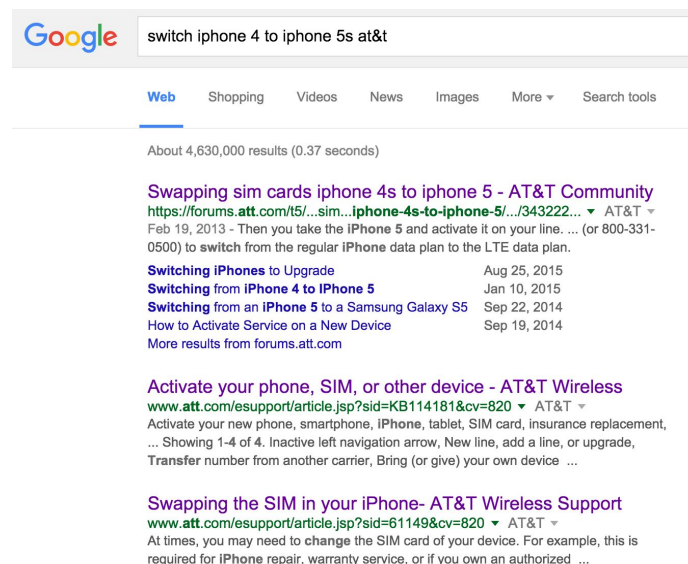 Google
switch iphone 4 to iphone 5s at&t
Web Shopping Videos News Images More Search tools
About 4,630,000 results (0.37 seconds)
Swapping sim cards iphone 4s to iphone 5 - AT&T Community
https://forums.att.com/t5/...sim...iphone-4s-to-iphone-5/.../343222... AT&T
Feb 19, 2013 - Then you take the iPhone 5 and activate it on your line. ... (or 800-331-
0500) to switch from the regular iPhone data plan to the LTE data plan.
Switching iPhones to Upgrade Aug 25, 2015
Switching from iPhone 4 to IPhone 5 Jan 10, 2015
Switching from an iPhone 5 to a Samsung Galaxy S5 Sep 22, 2014
How to Activate Service on a New Device Sep 19, 2014
More results from forums.att.com
Activate your phone, SIM, or other device - AT&T Wireless
www.att.com/esupport/article.jsp?sid=KB114181&cv=820 AT&T
Activate your new phone, smartphone, iPhone, tablet, SIM card, insurance replacement,
... Showing 1-4 of 4. Inactive left navigation arrow, New line, add a line, or upgrade,
Transfer number from another carrier, Bring (or give) your own device ...
Swapping the SIM in your iPhone- AT&T Wireless Support
www.att.com/esupport/article.jsp?sid=61149&cv=820 AT&T
At times, you may need to change the SIM card of your device. For example, this is
required for iPhone repair, warranty service, or if you own an authorized ...